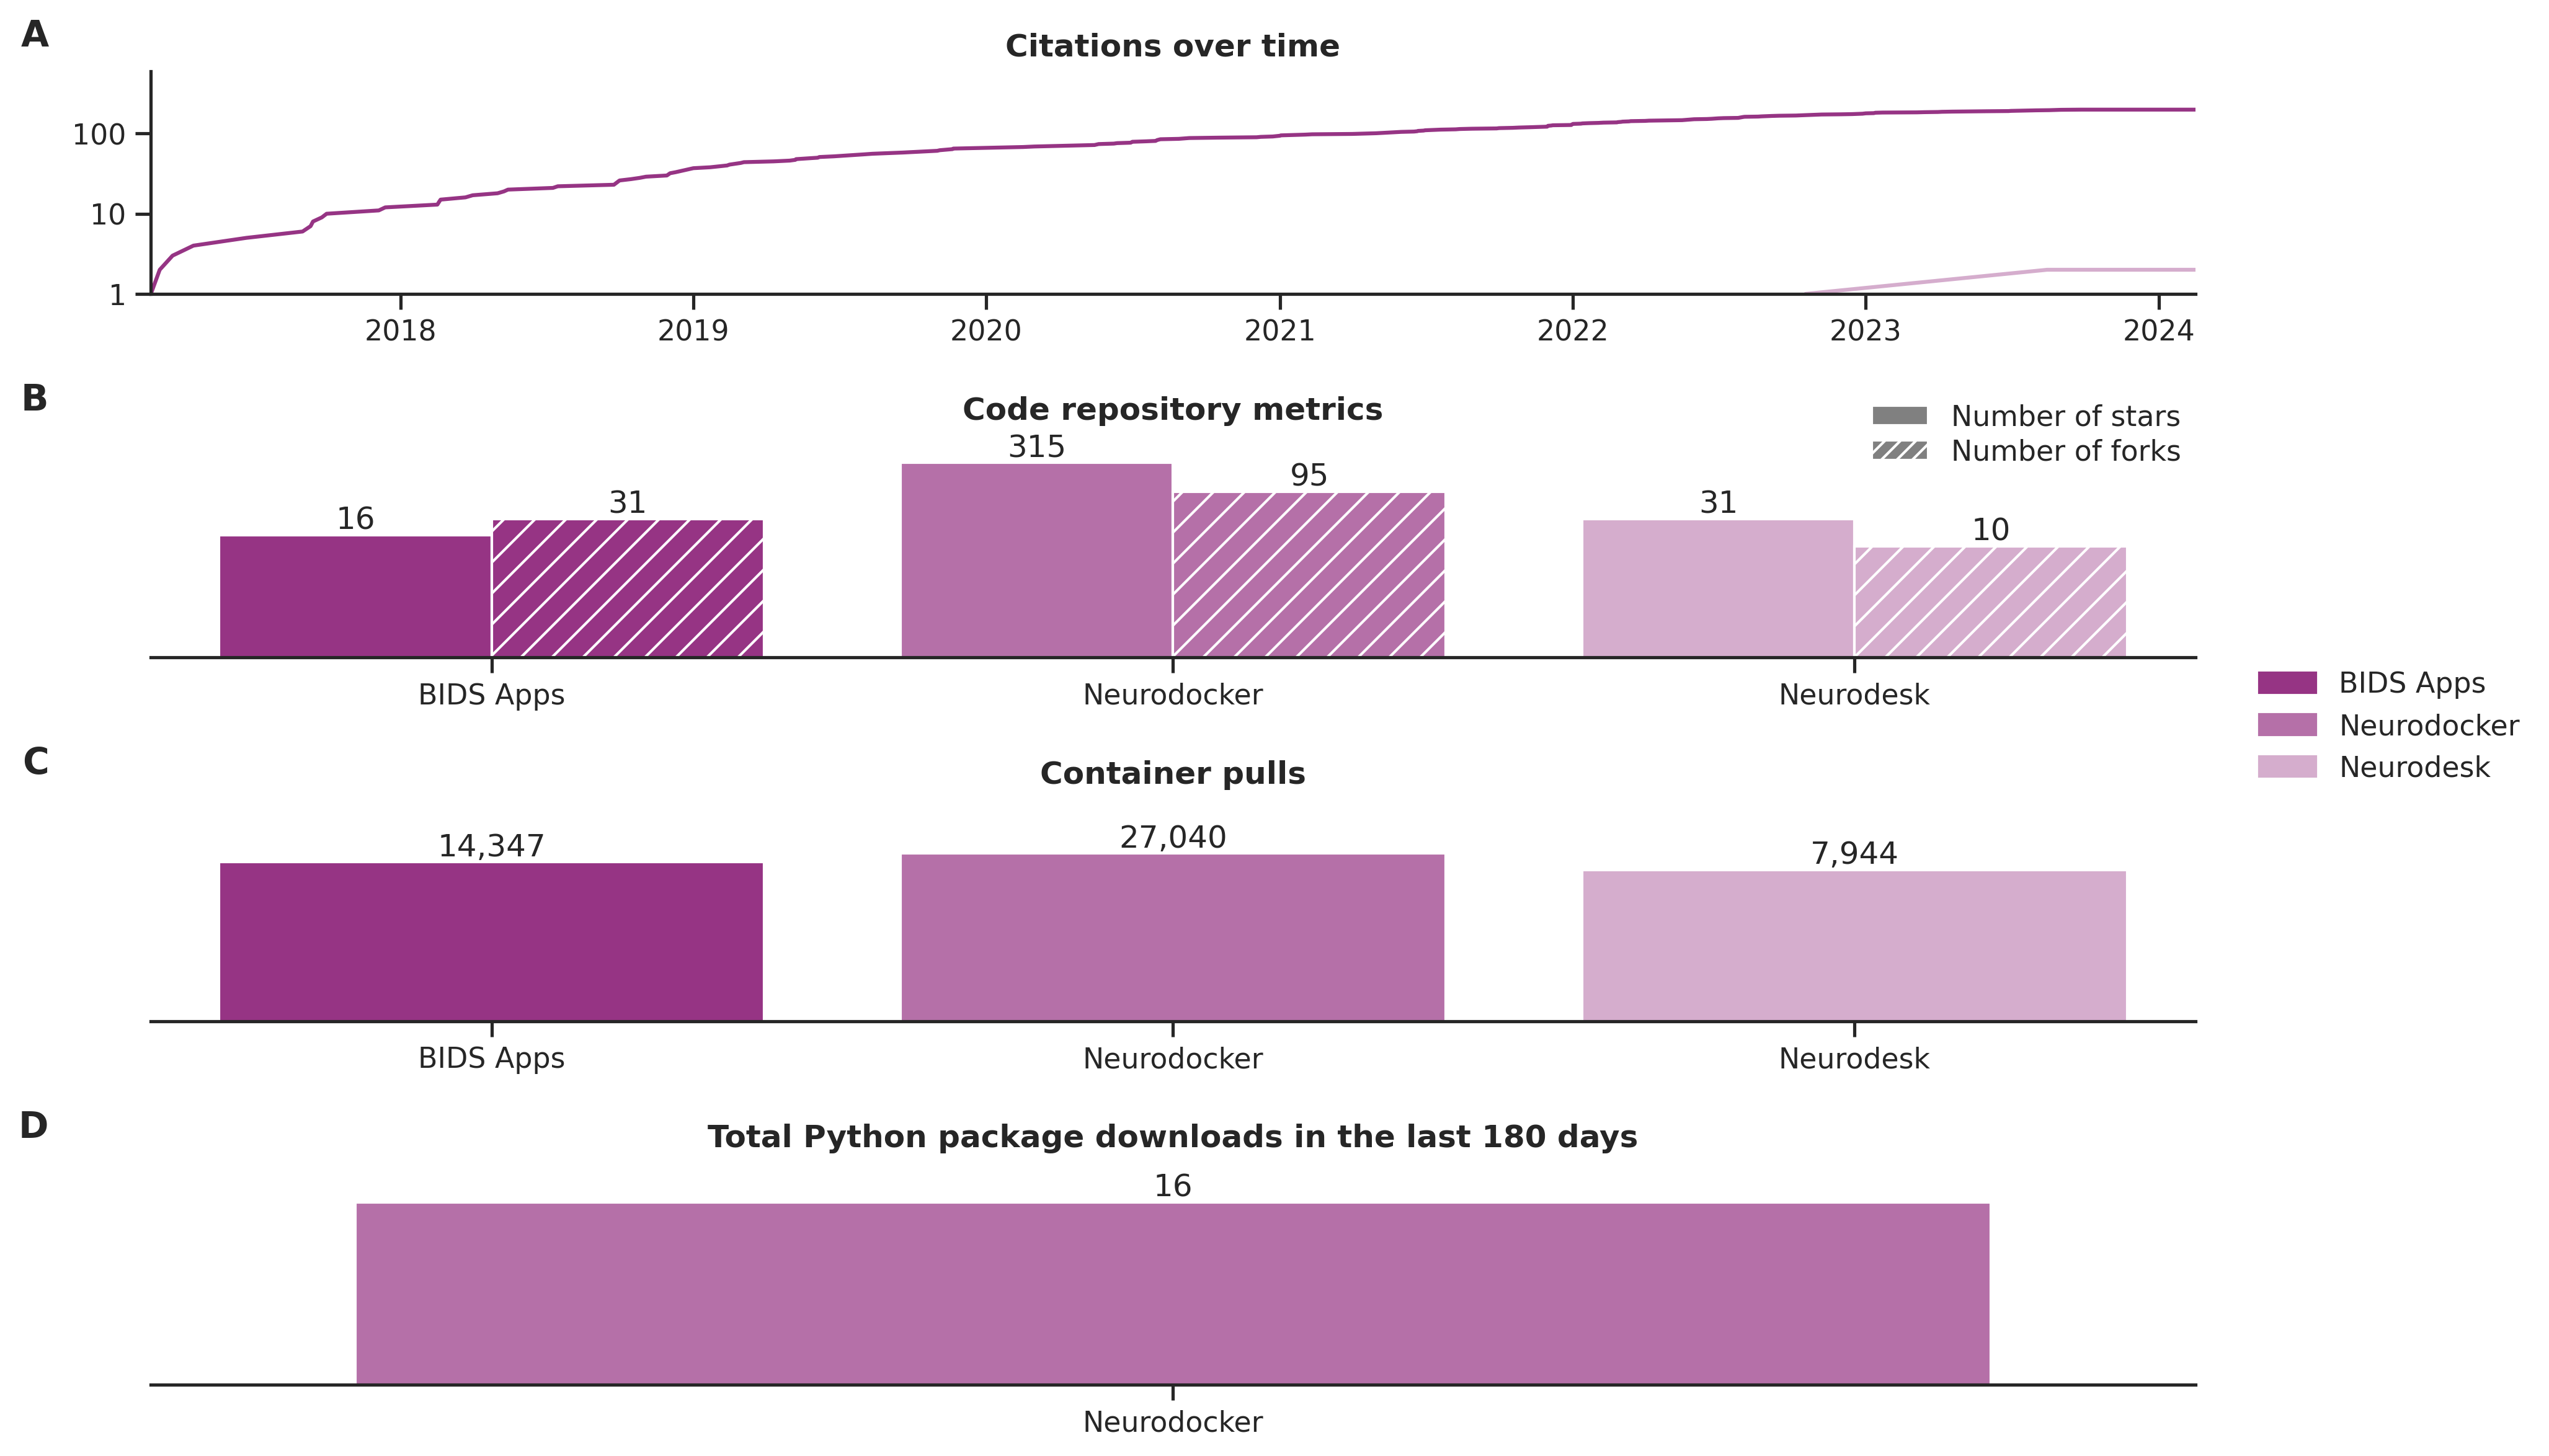 A
Citations over time
100
10
1
2018 2019 2020 2021 2022 2023 2024
B
Code repository metrics
Number of stars
Number of forks
16 31 315 95 31 10
BIDS Apps Neurodocker Neurodesk
BIDS Apps
Neurodocker
Neurodesk
C
Container pulls
14,347 27,040 7,944
BIDS Apps Neurodocker Neurodesk
D
Total Python package downloads in the last 180 days
16
Neurodocker